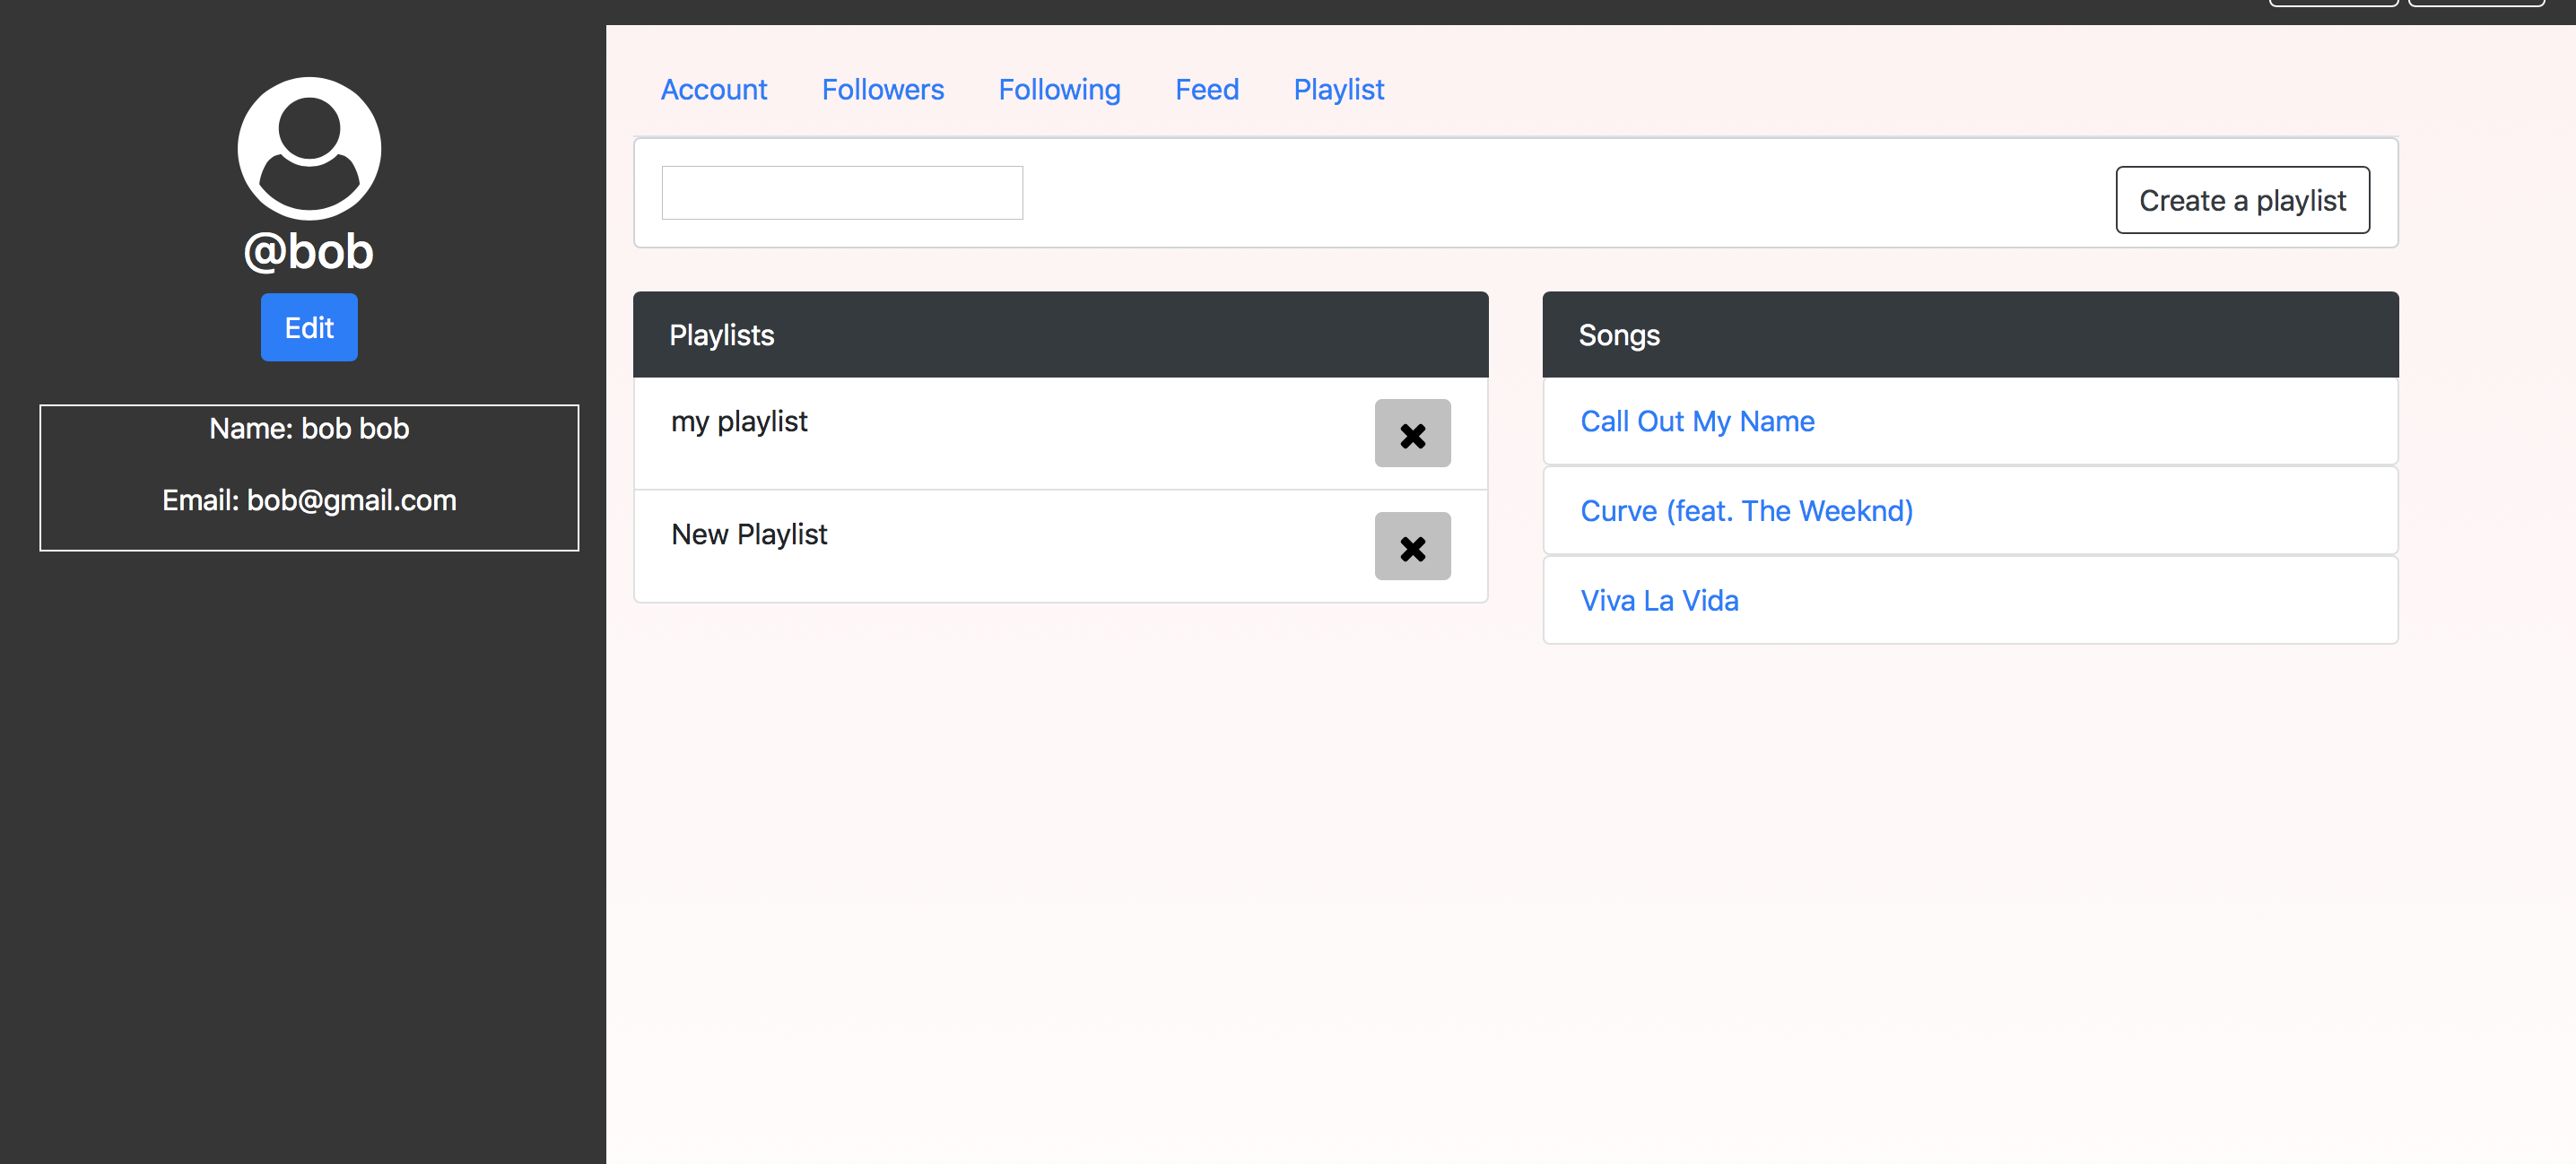 @bob
Edit
Name: bob bob
Email: bob@gmail.com
Account Followers Following Feed Playlist
Create a playlist
Playlists
my playlist
New Playlist
Songs
Call Out My Name
Curve (feat. The Weeknd)
Viva La Vida